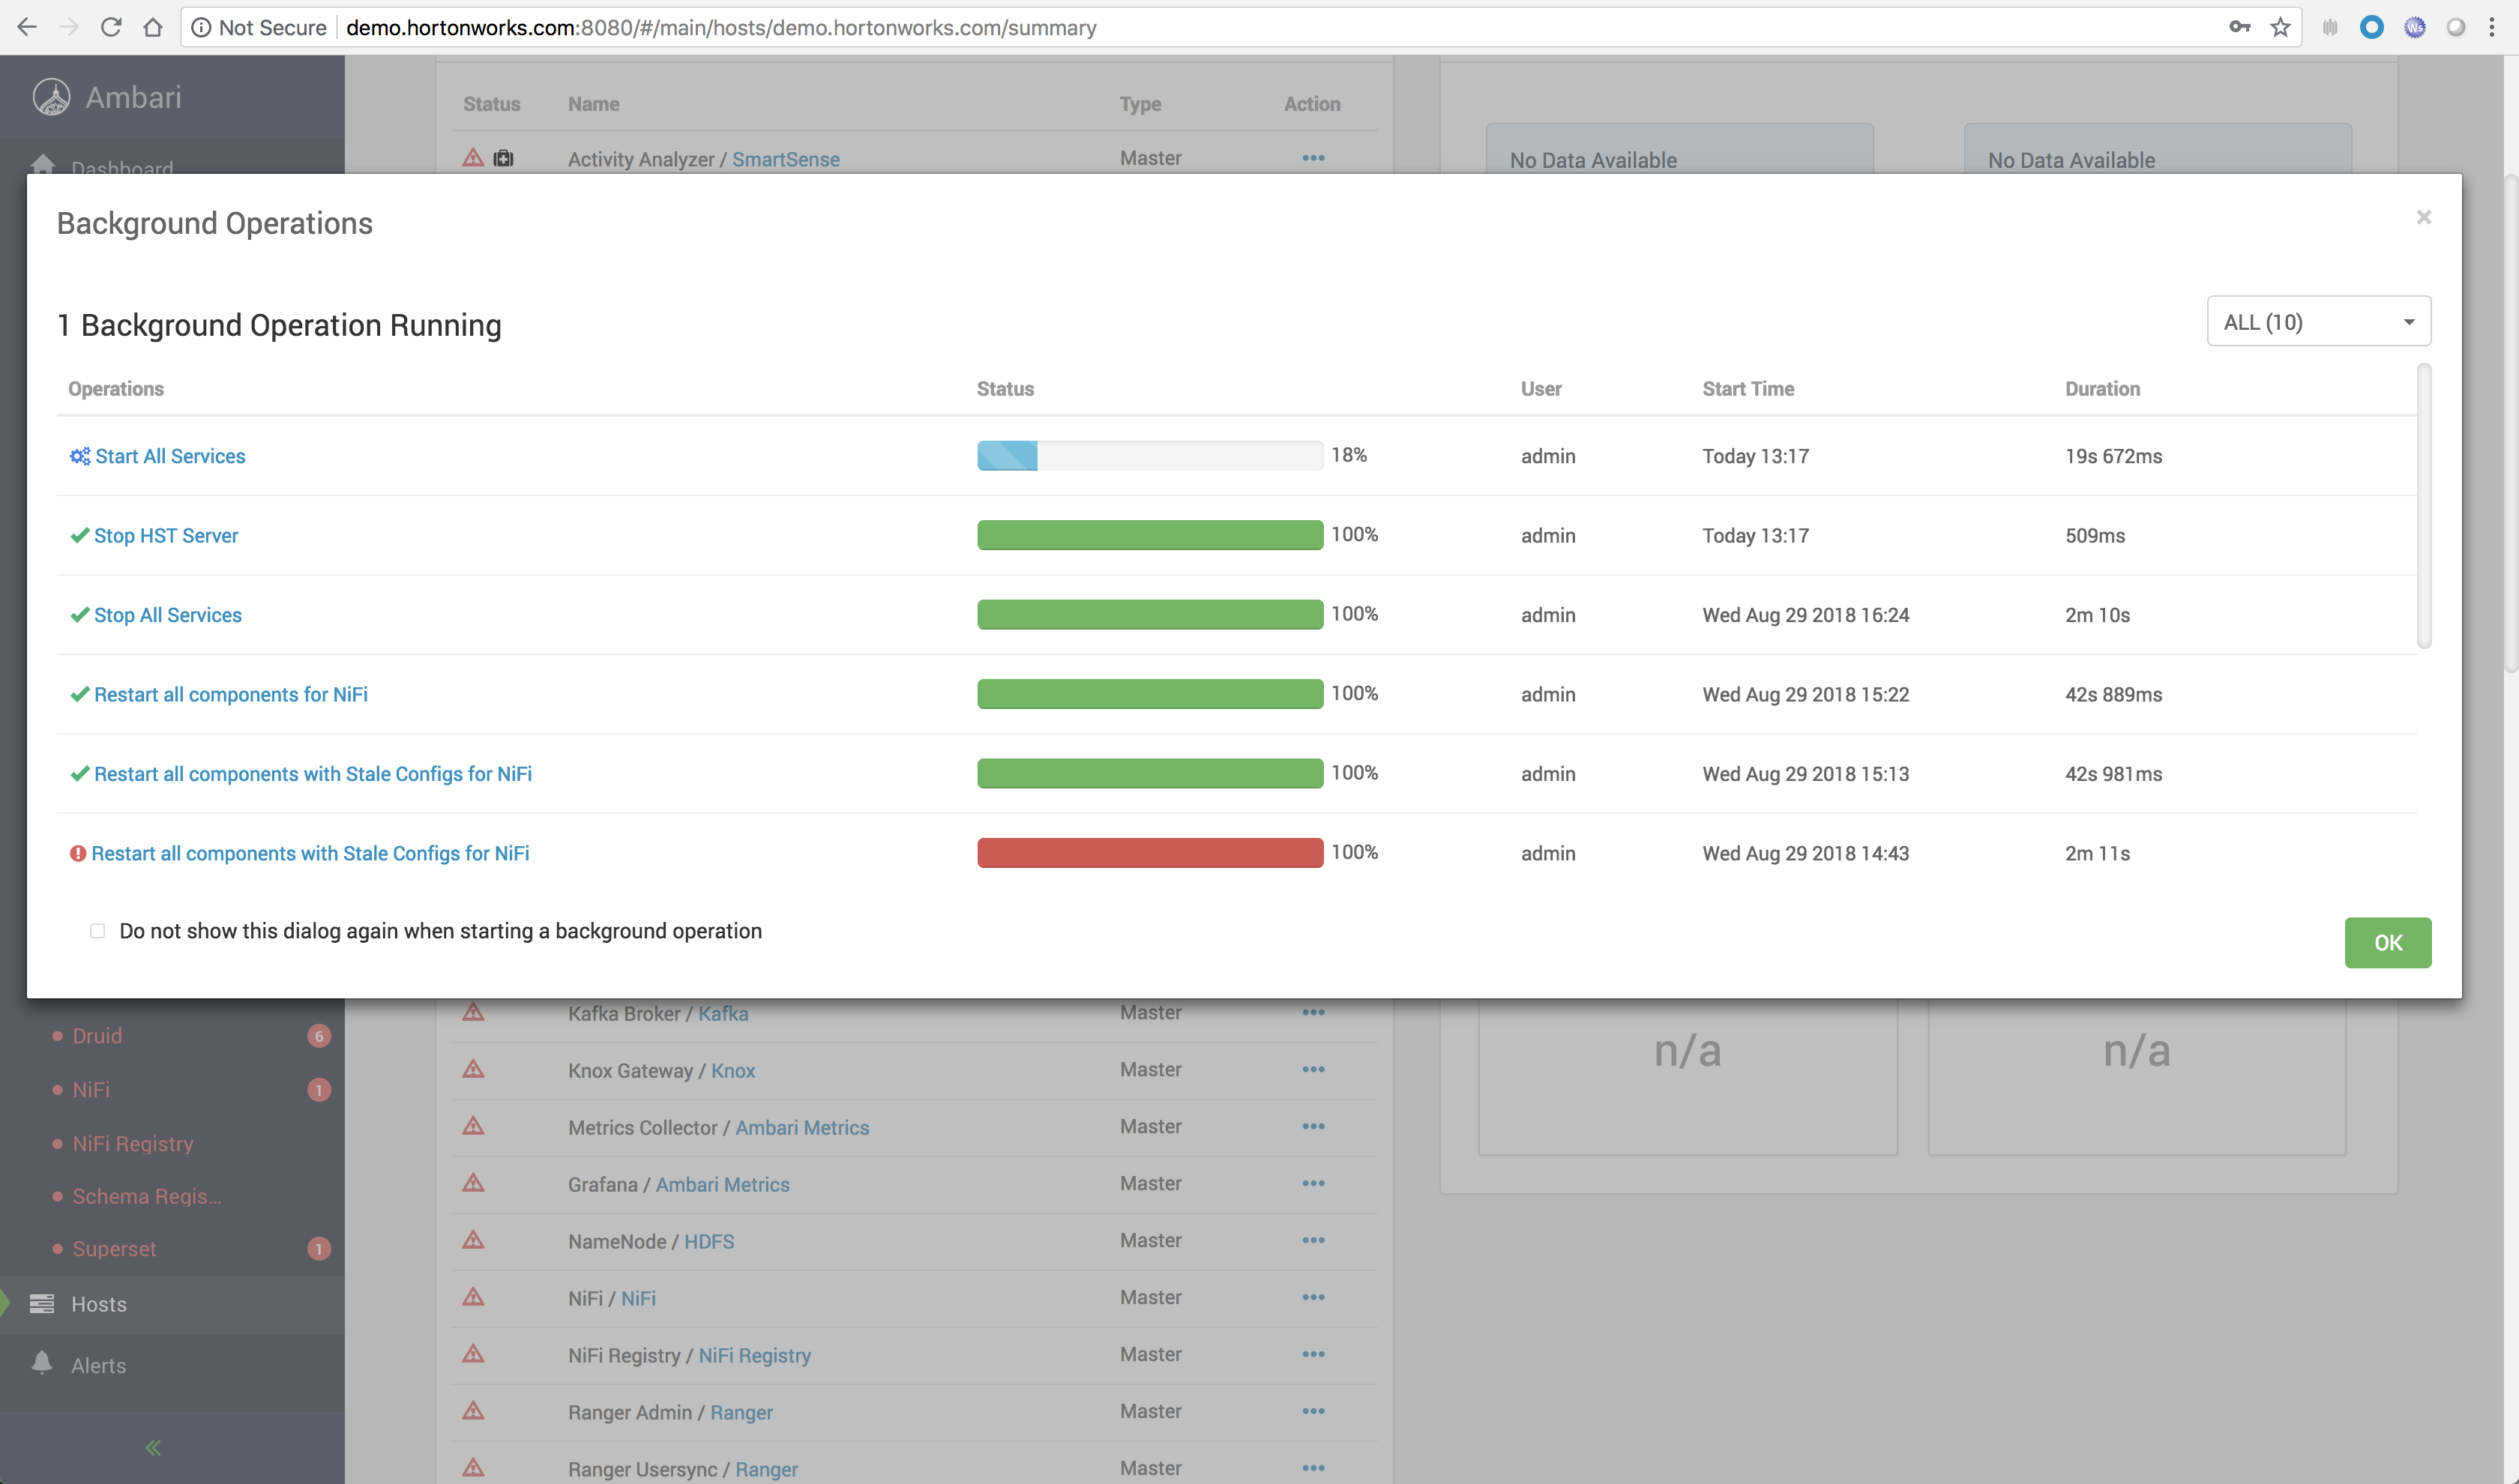 Not Secure demo.hortonworks.com:8080/#/main/hosts/demo.hortonworks.com/summary
Ws
Ambari
Dashboard
Status Name Type Action
Activity Analyzer / SmartSense Master
No Data Available No Data Available
Background Operations
1 Background Operation Running
ALL (10)
Operations Status User Start Time Duration
Start All Services 18% admin Today 13:17 19s 672ms
Stop HST Server 100% admin Today 13:17 509ms
Stop All Services 100% admin Wed Aug 29 2018 16:24 2m 10s
Restart all components for NiFi 100% admin Wed Aug 29 2018 15:22 42s 889ms
Restart all components with Stale Configs for NiFi 100% admin Wed Aug 29 2018 15:13 42s 981ms
Restart all components with Stale Configs for NiFi 100% admin Wed Aug 29 2018 14:43 2m 11s
Do not show this dialog again when starting a background operation
OK
Druid 6
NiFi 1
NiFi Registry
Schema Regis...
Superset 1
Hosts
Alerts
Kafka Broker / Kafka Master
Knox Gateway / Knox Master
Metrics Collector / Ambari Metrics Master
Grafana / Ambari Metrics Master
NameNode / HDFS Master
NiFi / NiFi Master
NiFi Registry / NiFi Registry Master
Ranger Admin / Ranger Master
Ranger Usersync / Ranger Master
n/a n/a